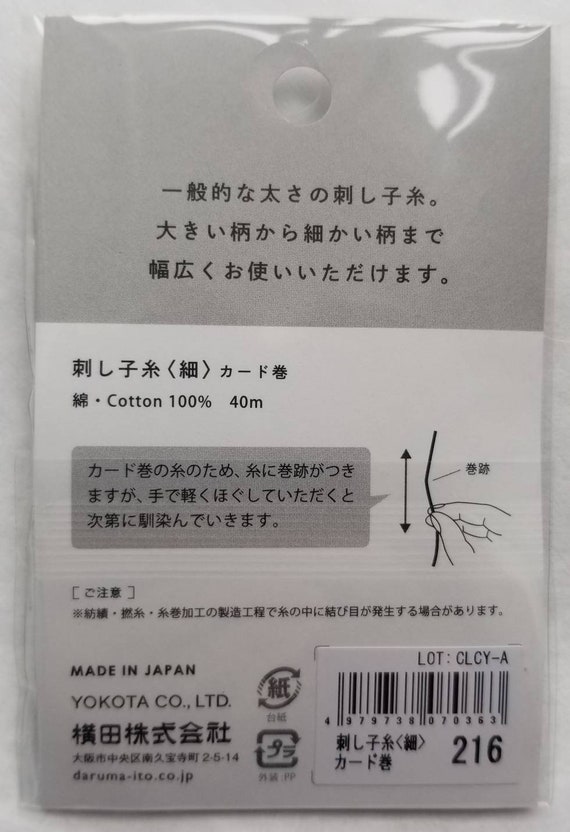 一般的な太さの刺し子糸。
大きい柄から細かい柄まで
幅広くお使いいただけます。
刺し子糸〈細〉カード巻
綿・Cotton 100%　40m
カード巻の糸のため、糸に巻跡がつき
ますが、手で軽くほぐしていただくと
次第に馴染んでいきます。
巻跡
［ご注意］
※紡績・撚糸・糸巻加工の製造工程で糸の中に結び目が発生する場合があります。
MADE IN JAPAN
YOKOTA CO., LTD.
横田株式会社
大阪市中央区南久宝寺町 2-5-14
daruma-ito.co.jp
紙
台紙
プラ
外装:PP
LOT: CLCY-A
4 979738 070363
刺し子糸〈細〉
カード巻
216